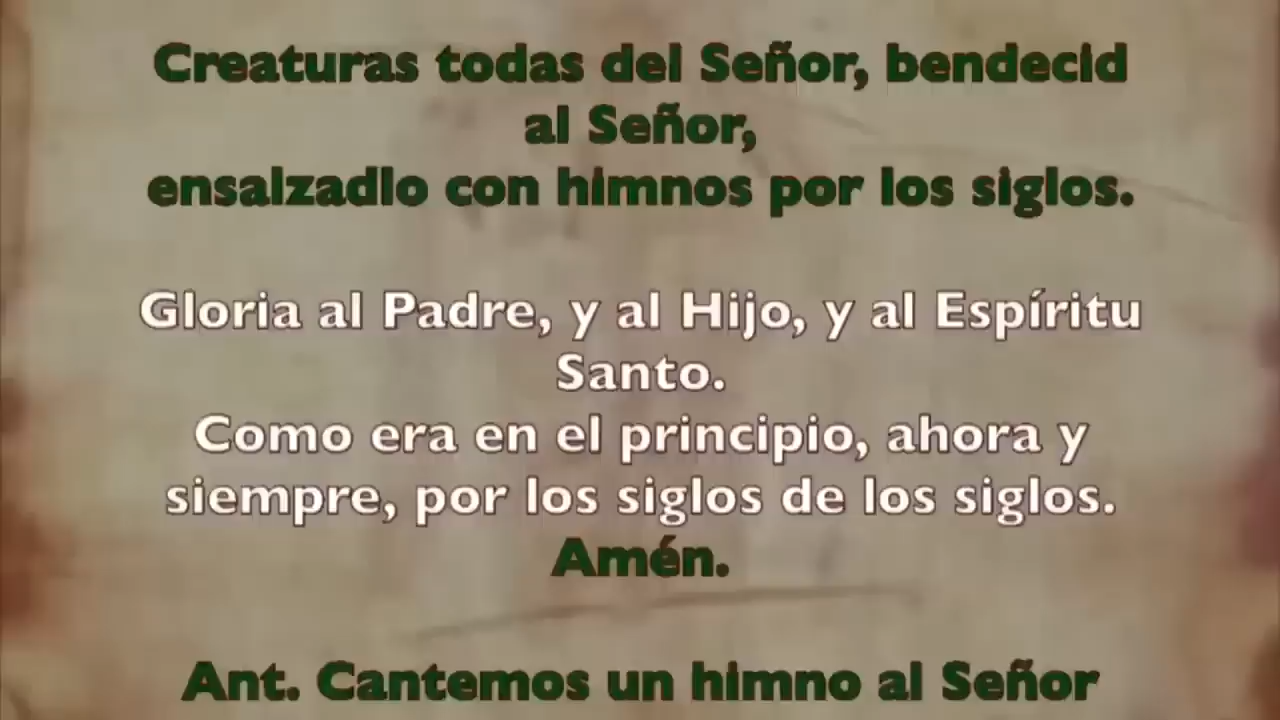 Creaturas todas del Señor, bendecid
al Señor,
ensalzadlo con himnos por los siglos.
Gloria al Padre, y al Hijo, y al Espíritu
Santo.
Como era en el principio, ahora y
siempre, por los siglos de los siglos.
Amén.
Ant. Cantemos un himno al Señor